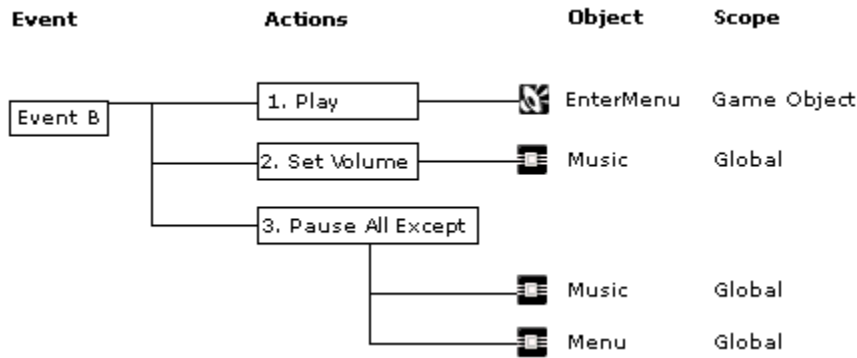 Event Actions Object Scope
Event B
1. Play EnterMenu Game Object
2. Set Volume Music Global
3. Pause All Except
Music Global
Menu Global